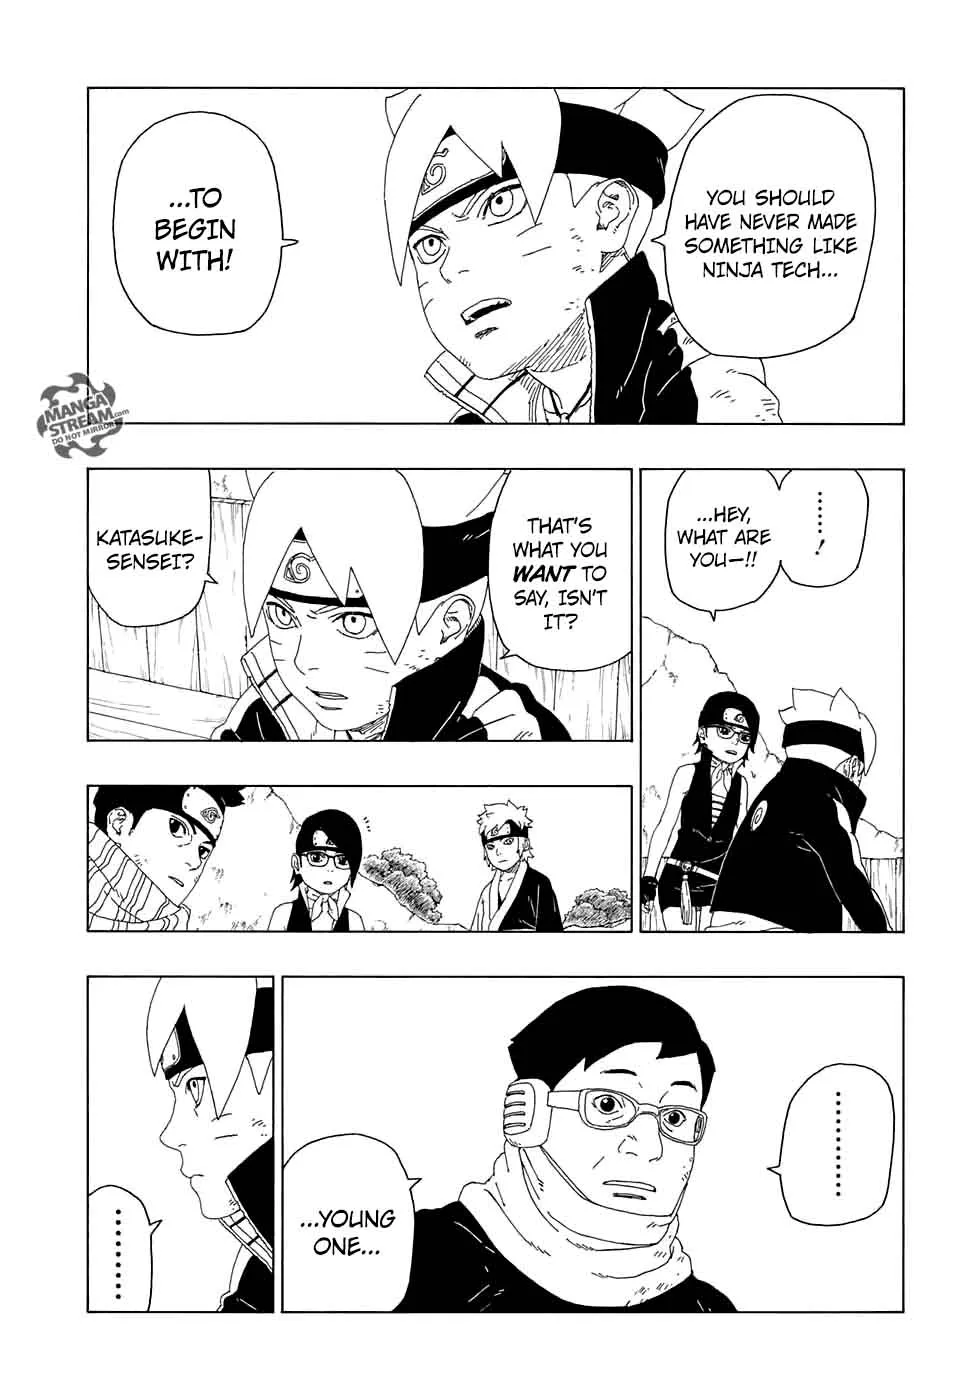 YOU SHOULD
HAVE NEVER MADE
SOMETHING LIKE
NINJA TECH...
...TO
BEGIN
WITH!
MANGA
STREAM.com
DO NOT MIRROR
.......!
...HEY,
WHAT ARE
YOU—!!
THAT'S
WHAT YOU
WANT TO
SAY, ISN'T
IT?
KATASUKE-
SENSEI?
.........
...YOUNG
ONE...
.......